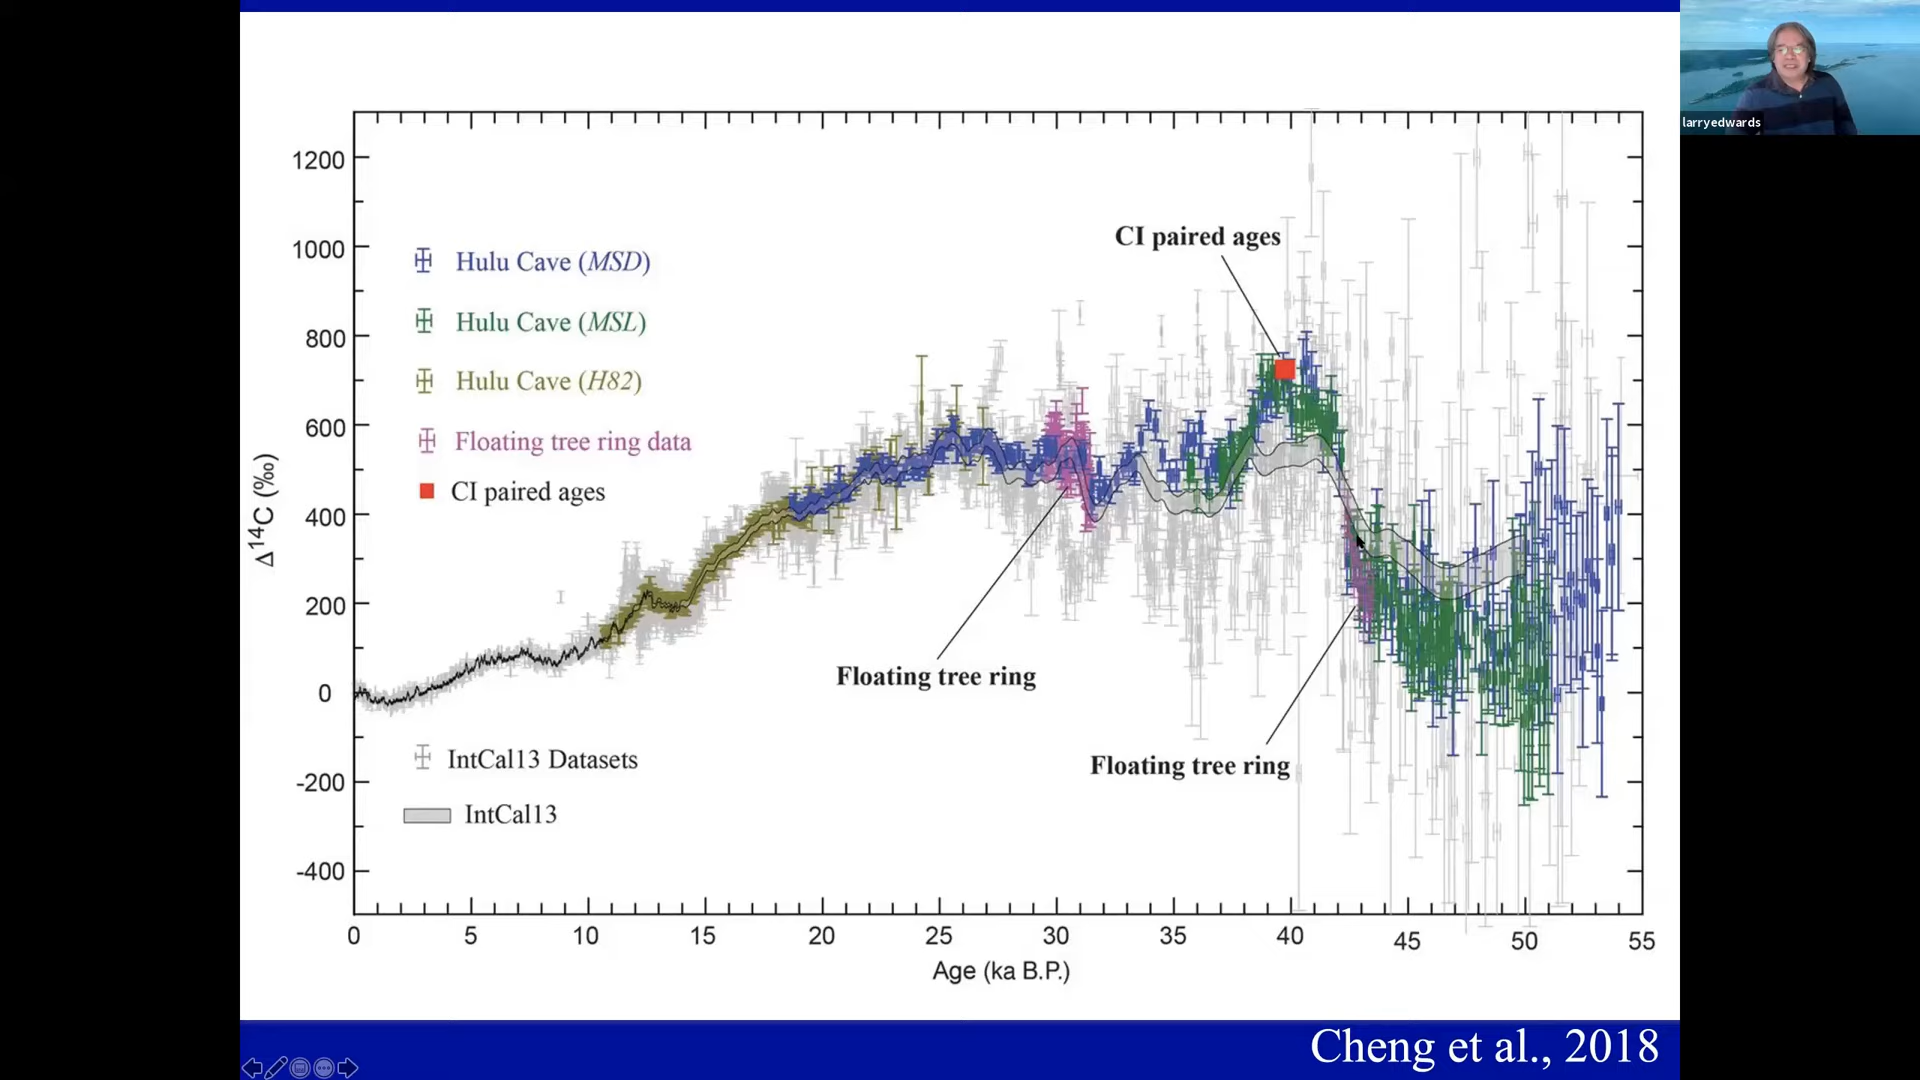 larryedwards
1200
1000
800
600
400
200
0
-200
-400
Δ14C (‰)
Hulu Cave (MSD)
Hulu Cave (MSL)
Hulu Cave (H82)
Floating tree ring data
CI paired ages
CI paired ages
Floating tree ring
Floating tree ring
IntCal13 Datasets
IntCal13
0 5 10 15 20 25 30 35 40 45 50 55
Age (ka B.P.)
Cheng et al., 2018